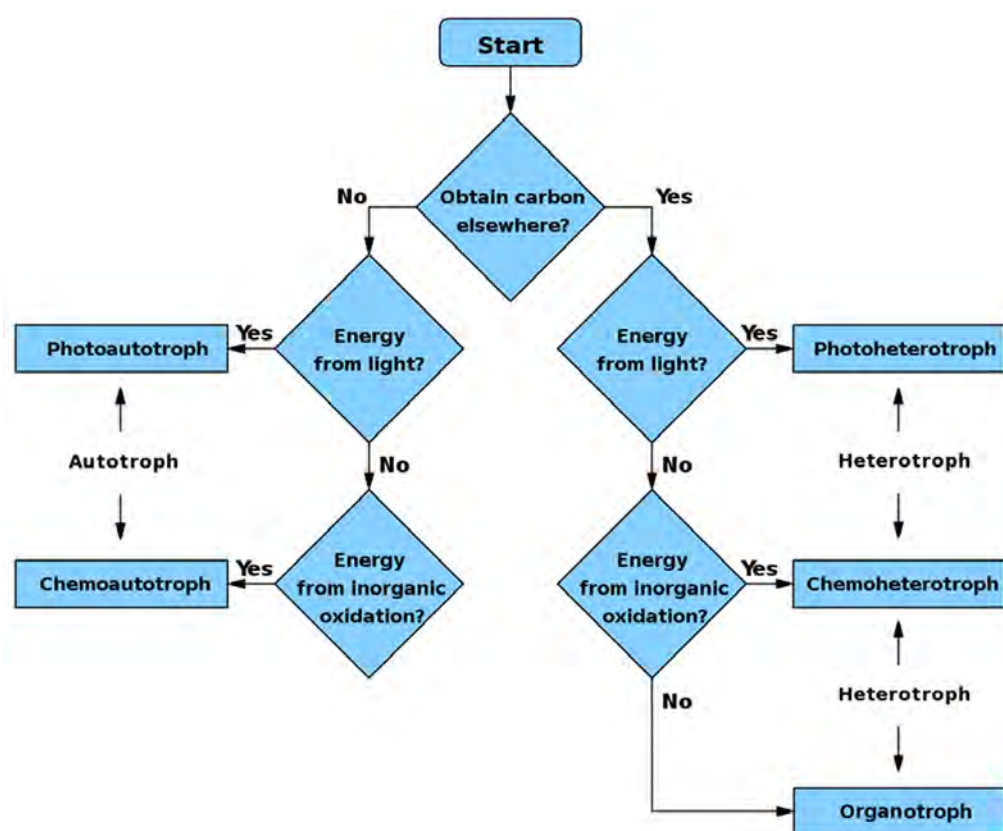 Start
Obtain carbon
elsewhere?
No
Yes
Energy
from light?
Yes
Photoautotroph
Energy
from light?
Yes
Photoheterotroph
Autotroph
No
No
Heterotroph
Energy
from inorganic
oxidation?
Yes
Chemoautotroph
Energy
from inorganic
oxidation?
Yes
Chemoheterotroph
No
Heterotroph
Organotroph